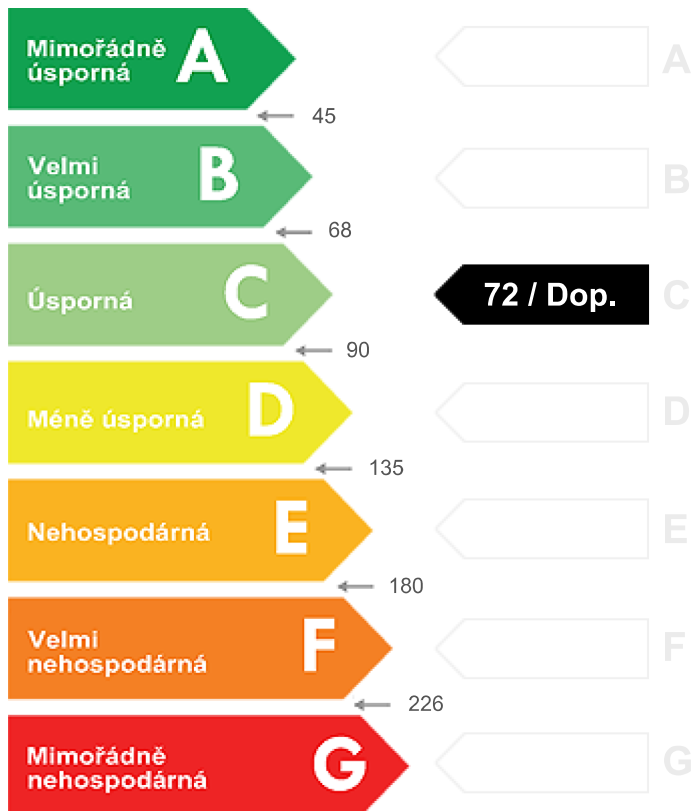 Mimořádně
úsporná
A
A
45
Velmi
úsporná
B
B
68
Úsporná
C
72 / Dop.
C
90
Méně úsporná
D
D
135
Nehospodárná
E
E
180
Velmi
nehospodárná
F
F
226
Mimořádně
nehospodárná
G
G